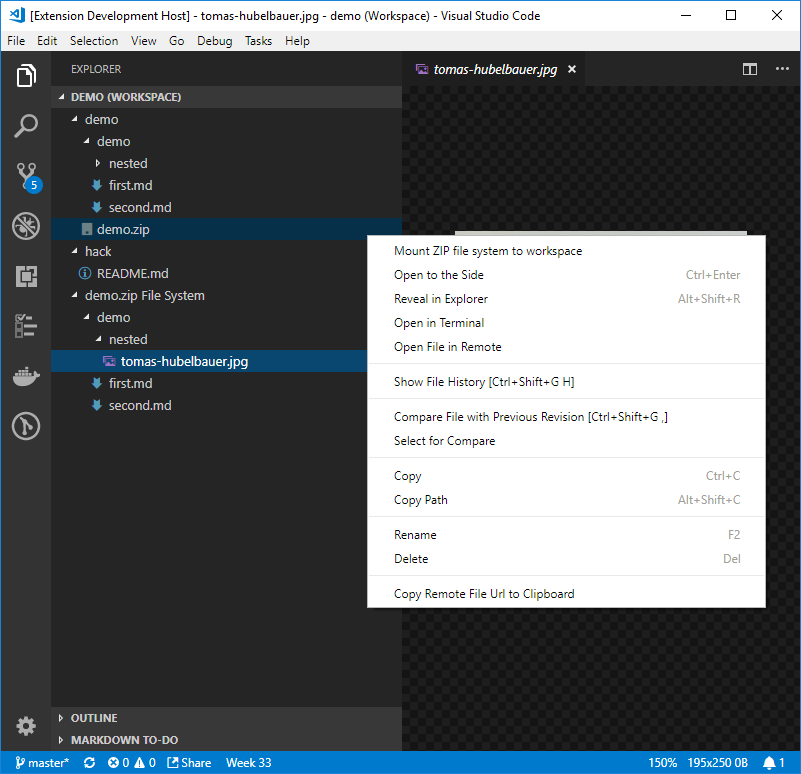 [Extension Development Host] - tomas-hubelbauer.jpg - demo (Workspace) - Visual Studio Code
File Edit Selection View Go Debug Tasks Help
EXPLORER
tomas-hubelbauer.jpg
DEMO (WORKSPACE)
demo
demo
nested
first.md
second.md
demo.zip
hack
README.md
demo.zip File System
demo
nested
tomas-hubelbauer.jpg
first.md
second.md
5
Mount ZIP file system to workspace
Open to the Side Ctrl+Enter
Reveal in Explorer Alt+Shift+R
Open in Terminal
Open File in Remote
Show File History [Ctrl+Shift+G H]
Compare File with Previous Revision [Ctrl+Shift+G ,]
Select for Compare
Copy Ctrl+C
Copy Path Alt+Shift+C
Rename F2
Delete Del
Copy Remote File Url to Clipboard
OUTLINE
MARKDOWN TO-DO
master* 0 0 Share Week 33 150% 195x250 0B 1